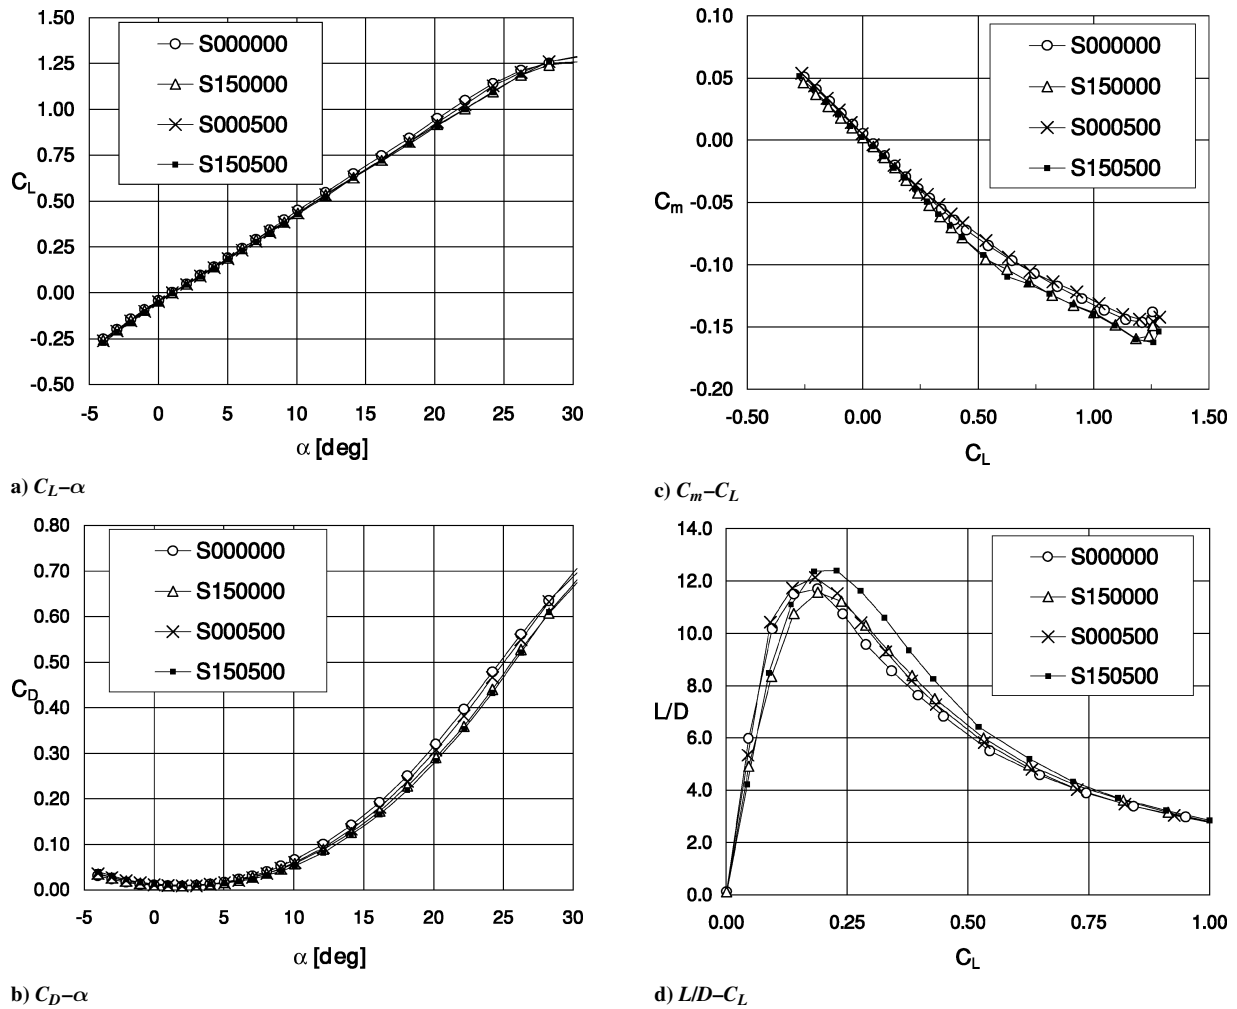 1.50
1.25
1.00
0.75
0.50
0.25
0.00
-0.25
-0.50
C_L
S000000
S150000
S000500
S150500
-5 0 5 10 15 20 25 30
α [deg]
a) C_L–α
0.10
0.05
0.00
-0.05
-0.10
-0.15
-0.20
C_m
S000000
S150000
S000500
S150500
-0.50 0.00 0.50 1.00 1.50
C_L
c) C_m–C_L
0.80
0.70
0.60
0.50
0.40
0.30
0.20
0.10
0.00
C_D
S000000
S150000
S000500
S150500
-5 0 5 10 15 20 25 30
α [deg]
b) C_D–α
14.0
12.0
10.0
8.0
6.0
4.0
2.0
0.0
L/D
S000000
S150000
S000500
S150500
0.00 0.25 0.50 0.75 1.00
C_L
d) L/D–C_L